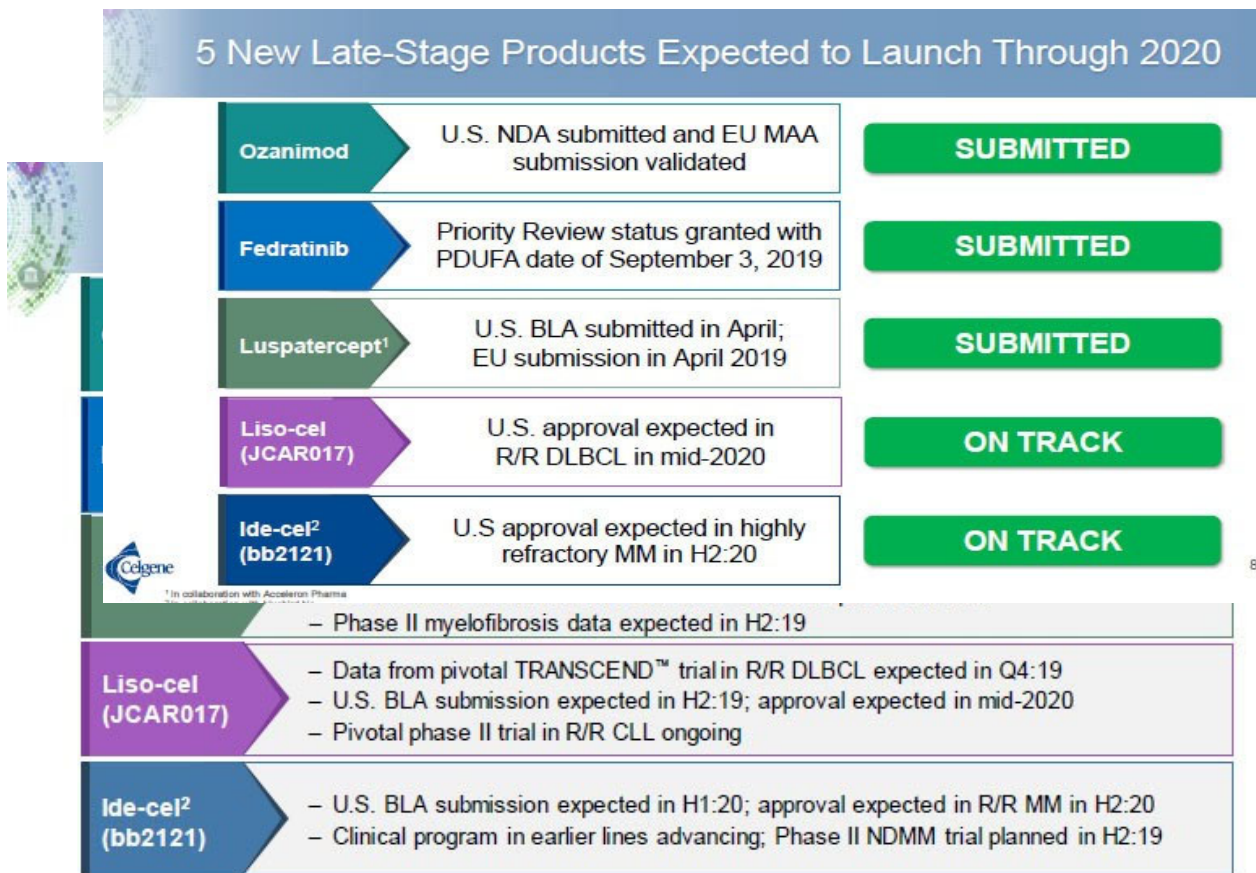 5 New Late-Stage Products Expected to Launch Through 2020
Ozanimod
U.S. NDA submitted and EU MAA
submission validated
SUBMITTED
Fedratinib
Priority Review status granted with
PDUFA date of September 3, 2019
SUBMITTED
Luspatercept¹
U.S. BLA submitted in April;
EU submission in April 2019
SUBMITTED
Liso-cel
(JCAR017)
U.S. approval expected in
R/R DLBCL in mid-2020
ON TRACK
Ide-cel²
(bb2121)
U.S approval expected in highly
refractory MM in H2:20
ON TRACK
Celgene
8
¹ In collaboration with Acceleron Pharma
– Phase II myelofibrosis data expected in H2:19
Liso-cel
(JCAR017)
– Data from pivotal TRANSCEND™ trial in R/R DLBCL expected in Q4:19
– U.S. BLA submission expected in H2:19; approval expected in mid-2020
– Pivotal phase II trial in R/R CLL ongoing
Ide-cel²
(bb2121)
– U.S. BLA submission expected in H1:20; approval expected in R/R MM in H2:20
– Clinical program in earlier lines advancing; Phase II NDMM trial planned in H2:19